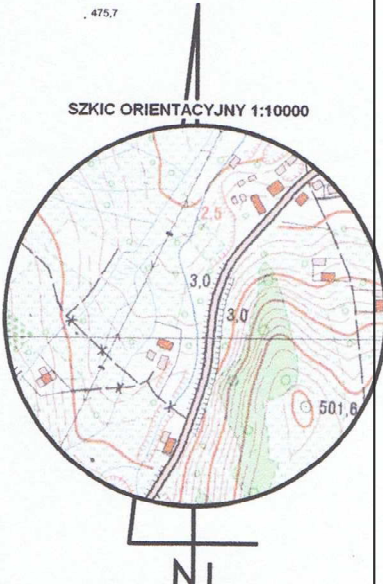 . 475,7
SZKIC ORIENTACYJNY 1:10000
2,5
3,0
3,0
501,6
N